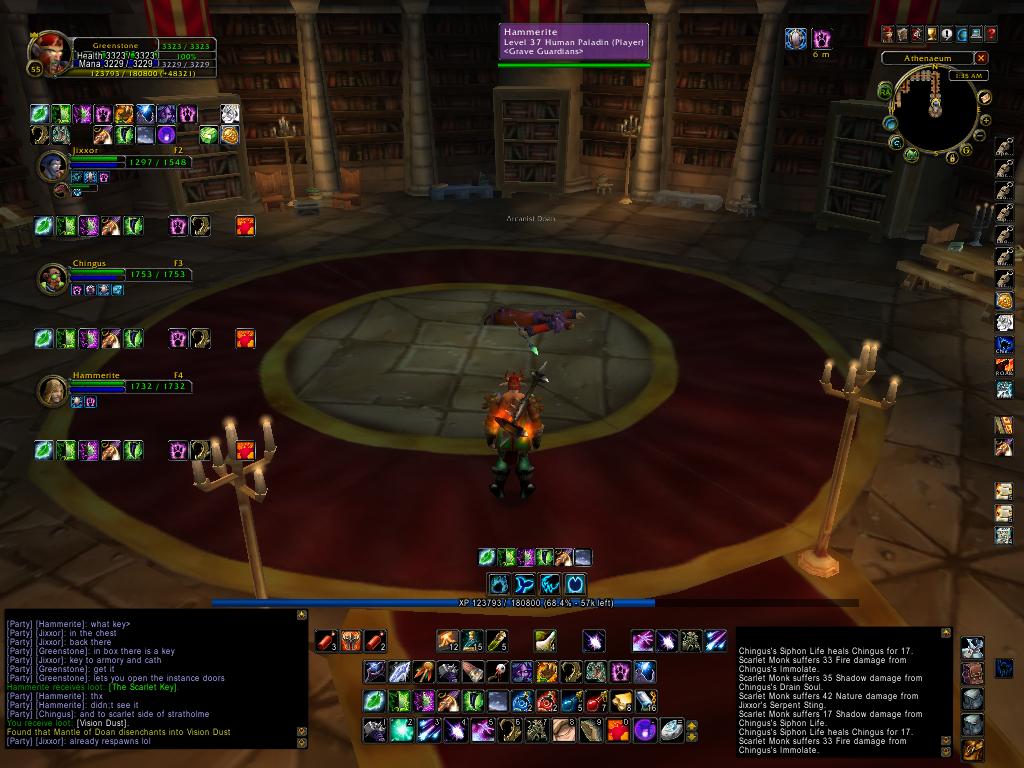 Greenstone
3323 / 3323
Health 3323 / 3323
100%
Mana 3229 / 3229
3229 / 3229
55
123793 / 180800 (+48321)
Hammerite
Level 37 Human Paladin (Player)
<Grave Guardians>
6 m
Athenaeum
N
1:35 AM
Jixxor F2
1297 / 1548
Arcanist Doan
Chingus F3
1753 / 1753
Hammerite F4
1732 / 1732
XP 123793 / 180800 (68.4% - 57k left)
[Party] [Hammerite]: what key>
[Party] [Jixxor]: in the chest
[Party] [Jixxor]: back there
[Party] [Greenstone]: in box there is a key
[Party] [Jixxor]: key to armory and cath
[Party] [Greenstone]: get it
[Party] [Greenstone]: lets you open the instance doors
Hammerite receives loot: [The Scarlet Key].
[Party] [Hammerite]: thx
[Party] [Hammerite]: didn:t see it
[Party] [Chingus]: and to scarlet side of stratholme
You receive loot: [Vision Dust].
Found that Mantle of Doan disenchants into Vision Dust
[Party] [Jixxor]: already respawns lol
3 2 12 15 5
Chingus's Siphon Life heals Chingus for 17.
Scarlet Monk suffers 33 Fire damage from
Chingus's Immolate.
Scarlet Monk suffers 35 Shadow damage from
Chingus's Drain Soul.
Scarlet Monk suffers 42 Nature damage from
Jixxor's Serpent Sting.
Scarlet Monk suffers 17 Shadow damage from
Chingus's Siphon Life.
Chingus's Siphon Life heals Chingus for 17.
Scarlet Monk suffers 33 Fire damage from
Chingus's Immolate.